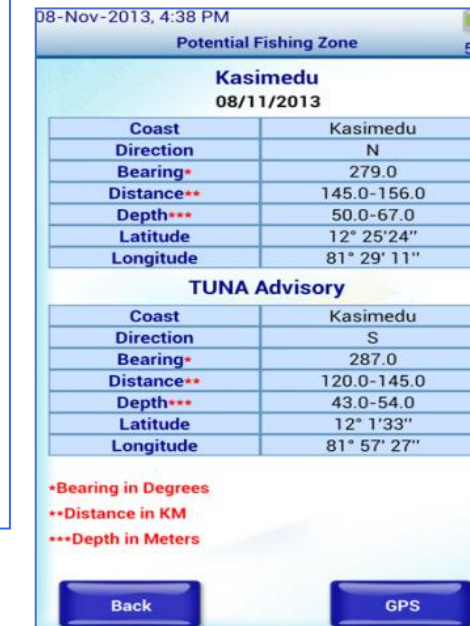 08-Nov-2013, 4:38 PM
Potential Fishing Zone
Kasimedu
08/11/2013
Coast Kasimedu
Direction N
Bearing* 279.0
Distance** 145.0-156.0
Depth*** 50.0-67.0
Latitude 12° 25'24''
Longitude 81° 29' 11''
TUNA Advisory
Coast Kasimedu
Direction S
Bearing* 287.0
Distance** 120.0-145.0
Depth*** 43.0-54.0
Latitude 12° 1'33''
Longitude 81° 57' 27''
*Bearing in Degrees
**Distance in KM
***Depth in Meters
Back GPS